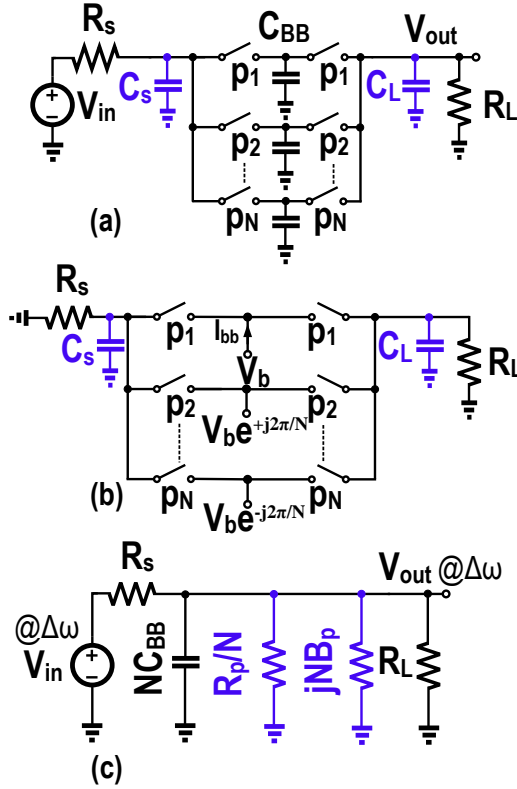 Rs
CBB
Vout
p1
p1
Cs
CL
Vin
RL
p2
p2
pN
pN
(a)
Rs
p1
Ibb
p1
Cs
Vb
CL
RL
p2
p2
Vbe+j2π/N
pN
pN
Vbe-j2π/N
(b)
Rs
Vout @Δω
@Δω
Vin
NCBB
Rp/N
jNBp
RL
(c)